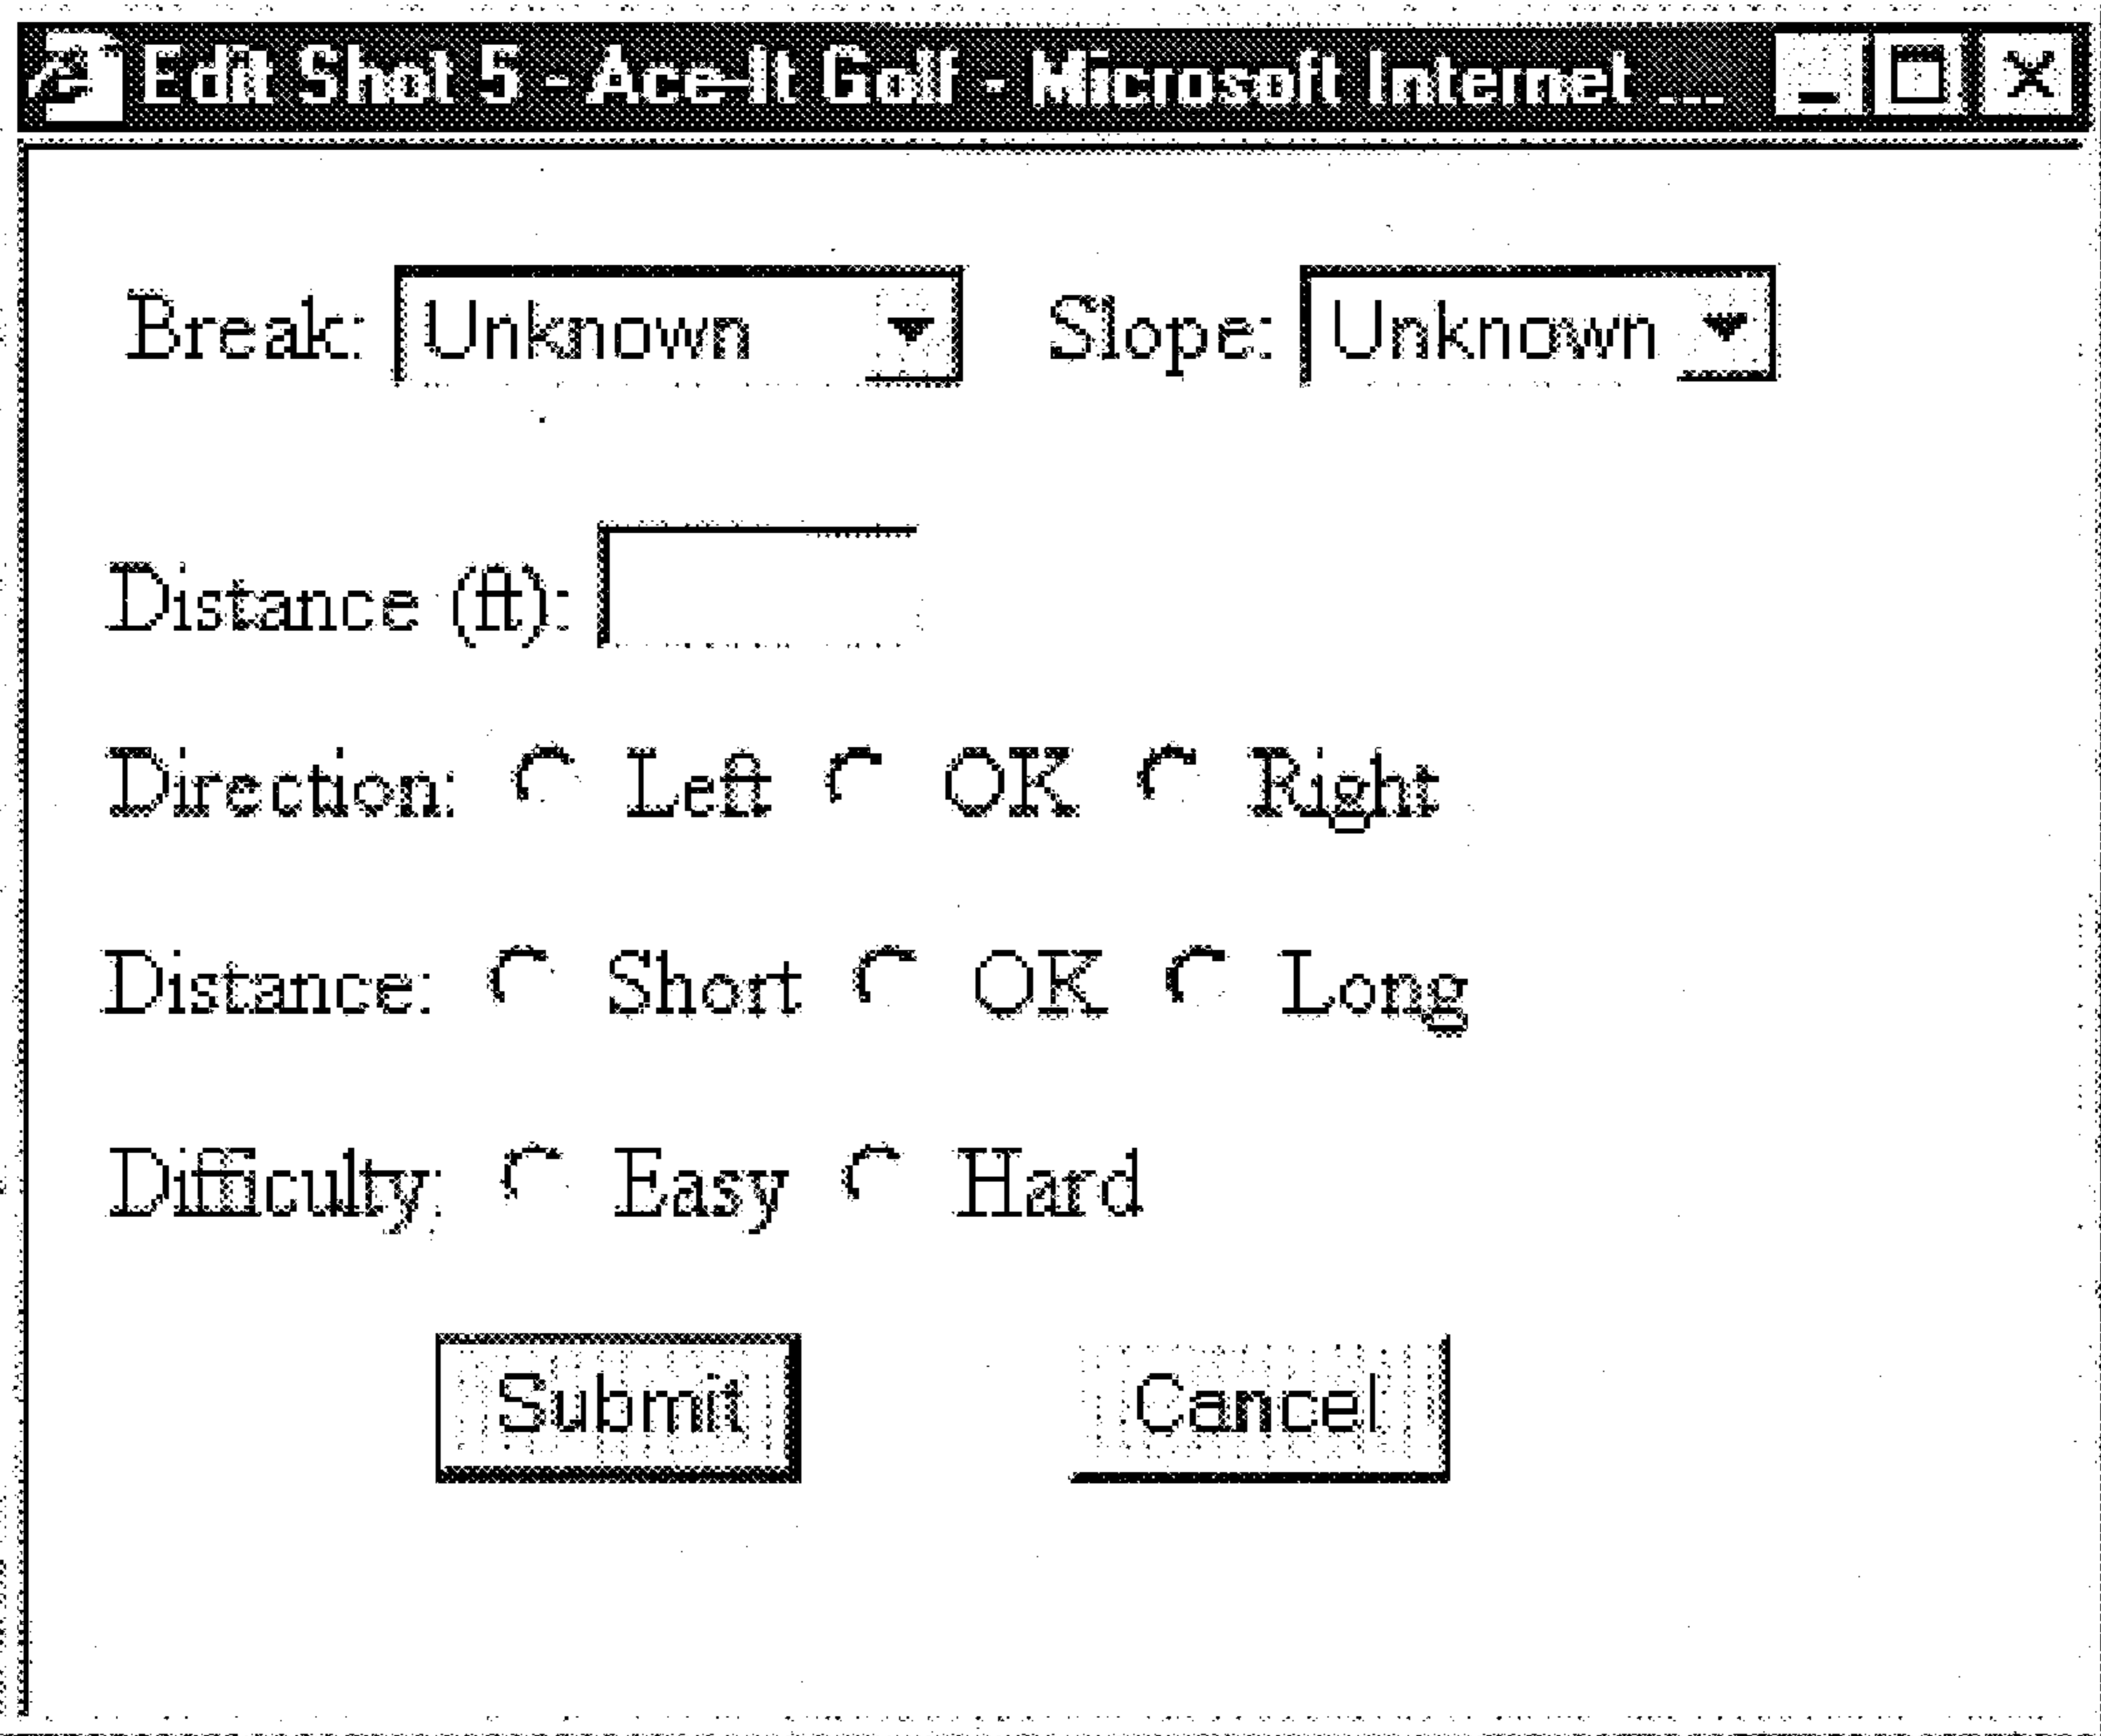 Edit Shot 5 - Ace-It Golf - Microsoft Internet ...
Break: Unknown Slope: Unknown
Distance (ft):
Direction: Left OK Right
Distance: Short OK Long
Difficulty: Easy Hard
Submit Cancel